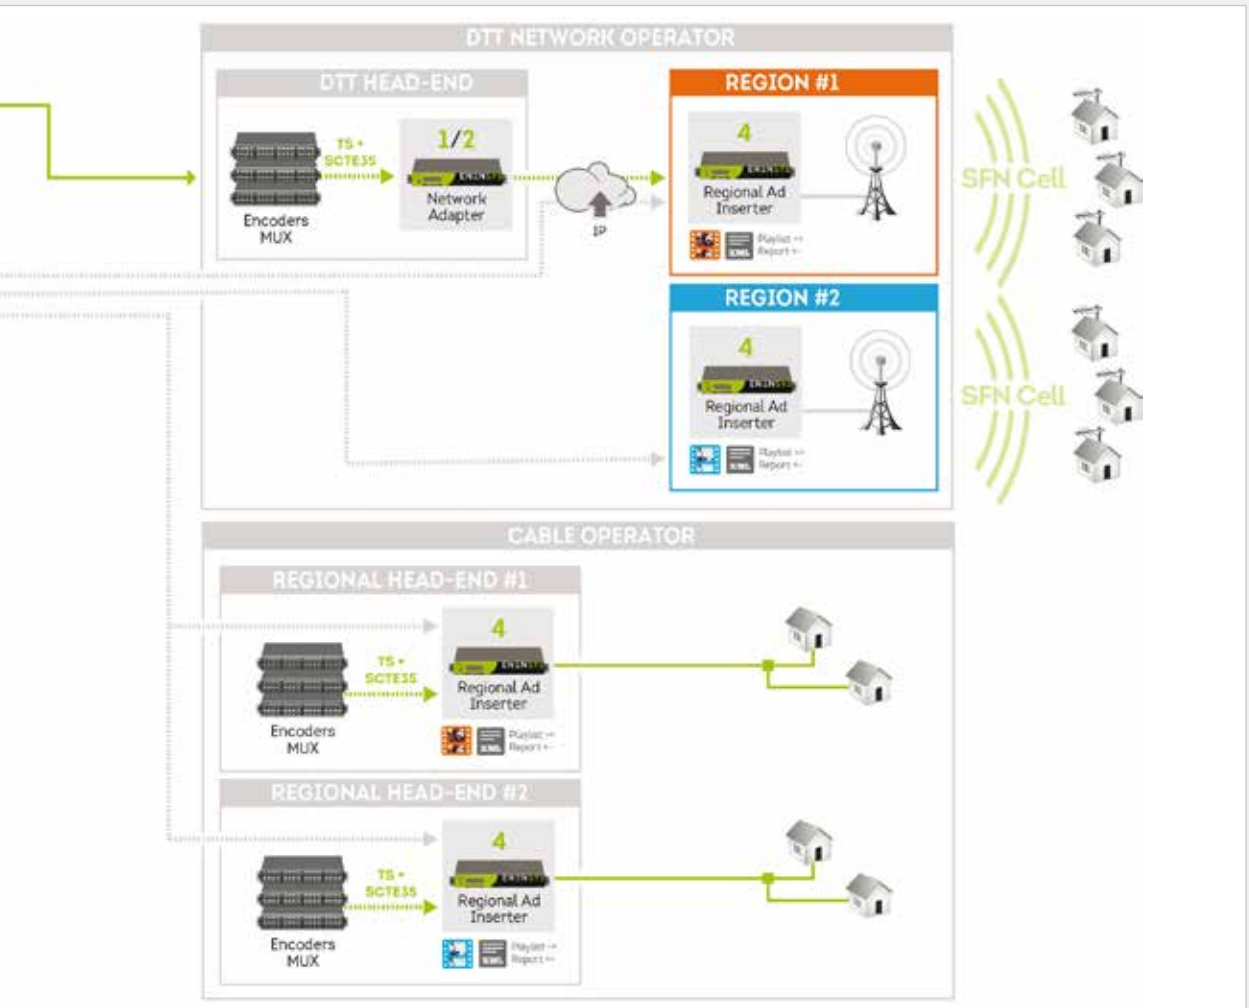 DTT NETWORK OPERATOR
DTT HEAD-END
TS +
SCTE35
1/2
Network
Adapter
Encoders
MUX
IP
REGION #1
4
Regional Ad
Inserter
Playlist
Report
SFN Cell
REGION #2
4
Regional Ad
Inserter
Playlist
Report
SFN Cell
CABLE OPERATOR
REGIONAL HEAD-END #1
4
TS +
SCTE35
Regional Ad
Inserter
Encoders
MUX
XML
Playlist
Report
REGIONAL HEAD-END #2
4
TS +
SCTE35
Regional Ad
Inserter
Encoders
MUX
XML
Playlist
Report